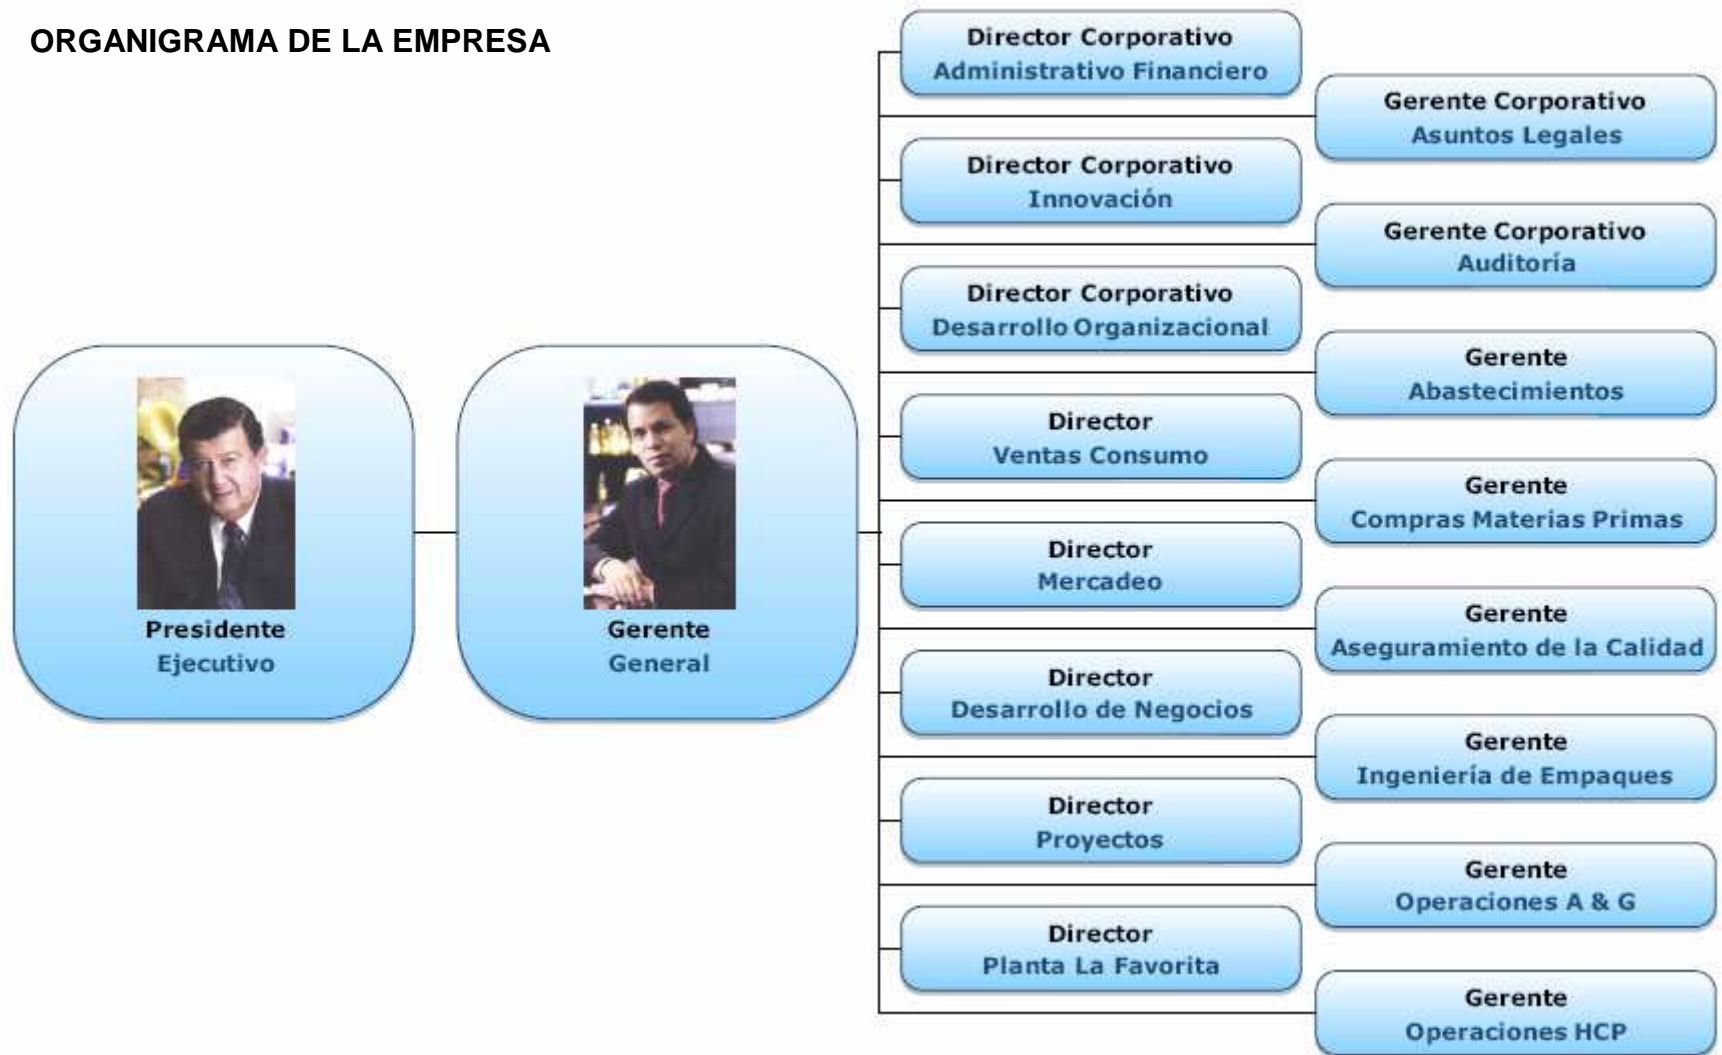 ORGANIGRAMA DE LA EMPRESA
Presidente
Ejecutivo
Gerente
General
Director Corporativo
Administrativo Financiero
Gerente Corporativo
Asuntos Legales
Director Corporativo
Innovación
Gerente Corporativo
Auditoría
Director Corporativo
Desarrollo Organizacional
Gerente
Abastecimientos
Director
Ventas Consumo
Gerente
Compras Materias Primas
Director
Mercadeo
Gerente
Aseguramiento de la Calidad
Director
Desarrollo de Negocios
Gerente
Ingeniería de Empaques
Director
Proyectos
Gerente
Operaciones A & G
Director
Planta La Favorita
Gerente
Operaciones HCP